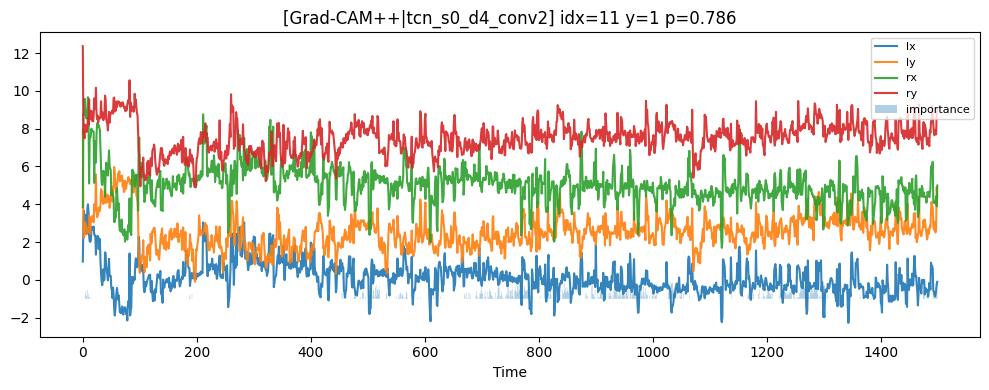 [Grad-CAM++|tcn_s0_d4_conv2] idx=11 y=1 p=0.786
lx
ly
rx
ry
importance
12
10
8
6
4
2
0
−2
0 200 400 600 800 1000 1200 1400
Time